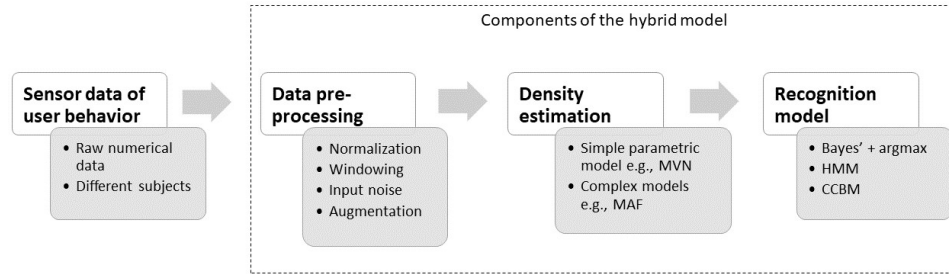 Components of the hybrid model
Sensor data of
user behavior
• Raw numerical
data
• Different subjects
Data pre-
processing
• Normalization
• Windowing
• Input noise
• Augmentation
Density
estimation
• Simple parametric
model e.g., MVN
• Complex models
e.g., MAF
Recognition
model
• Bayes' + argmax
• HMM
• CCBM